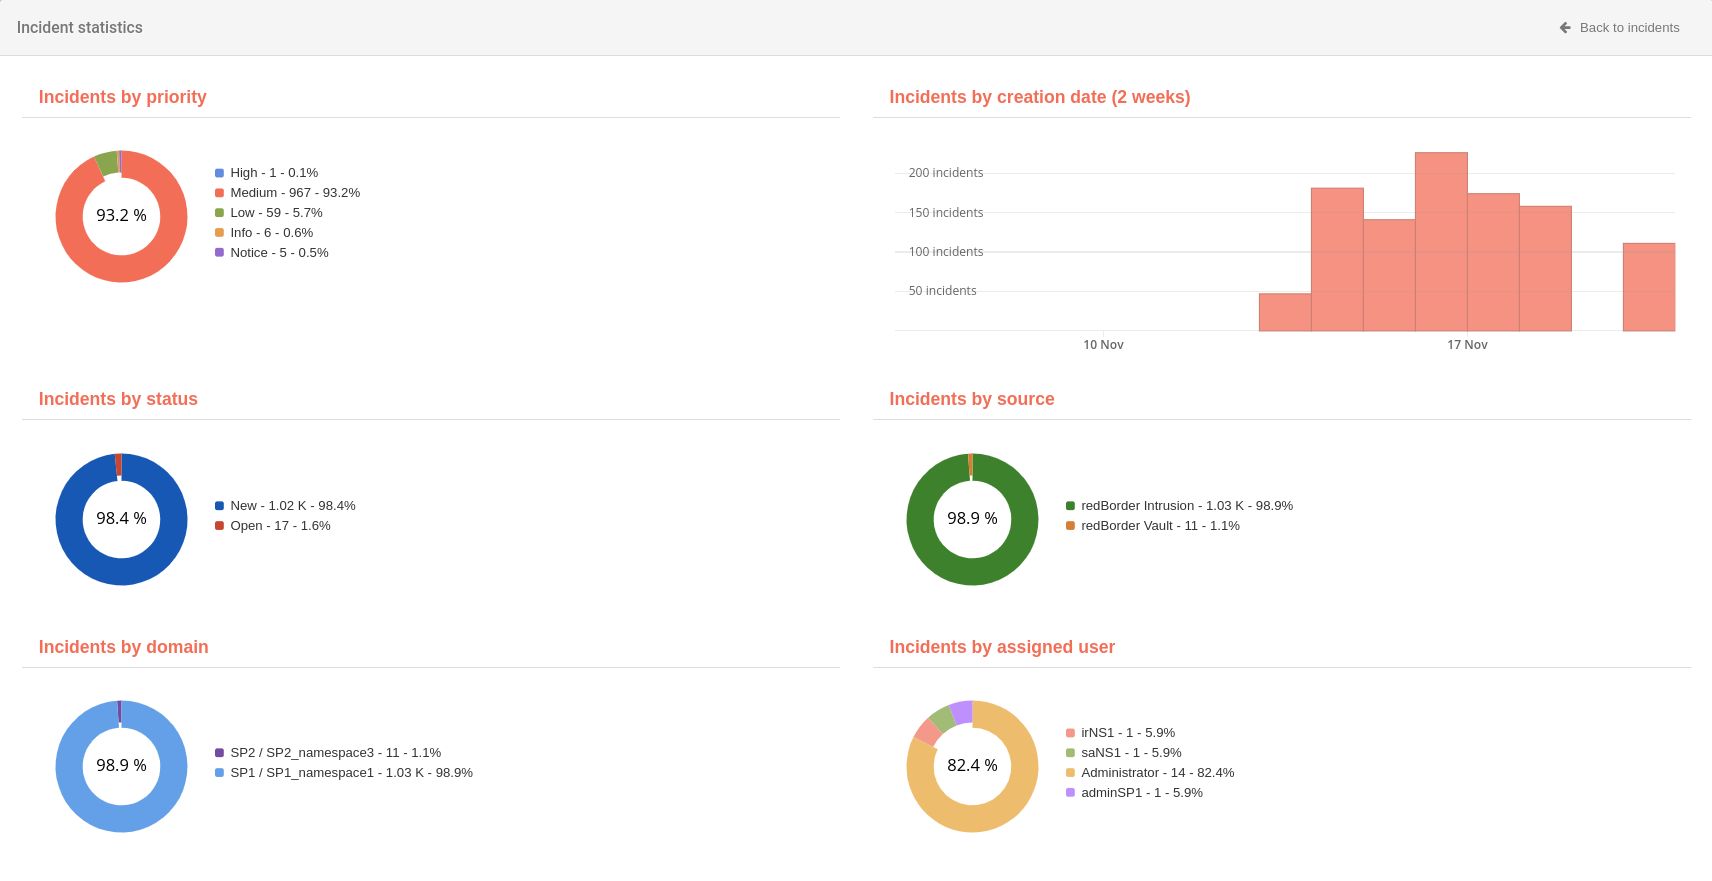 Incident statistics
Back to incidents
Incidents by priority
93.2 %
High - 1 - 0.1%
Medium - 967 - 93.2%
Low - 59 - 5.7%
Info - 6 - 0.6%
Notice - 5 - 0.5%
Incidents by creation date (2 weeks)
200 incidents
150 incidents
100 incidents
50 incidents
10 Nov
17 Nov
Incidents by status
98.4 %
New - 1.02 K - 98.4%
Open - 17 - 1.6%
Incidents by source
98.9 %
redBorder Intrusion - 1.03 K - 98.9%
redBorder Vault - 11 - 1.1%
Incidents by domain
98.9 %
SP2 / SP2_namespace3 - 11 - 1.1%
SP1 / SP1_namespace1 - 1.03 K - 98.9%
Incidents by assigned user
82.4 %
irNS1 - 1 - 5.9%
saNS1 - 1 - 5.9%
Administrator - 14 - 82.4%
adminSP1 - 1 - 5.9%